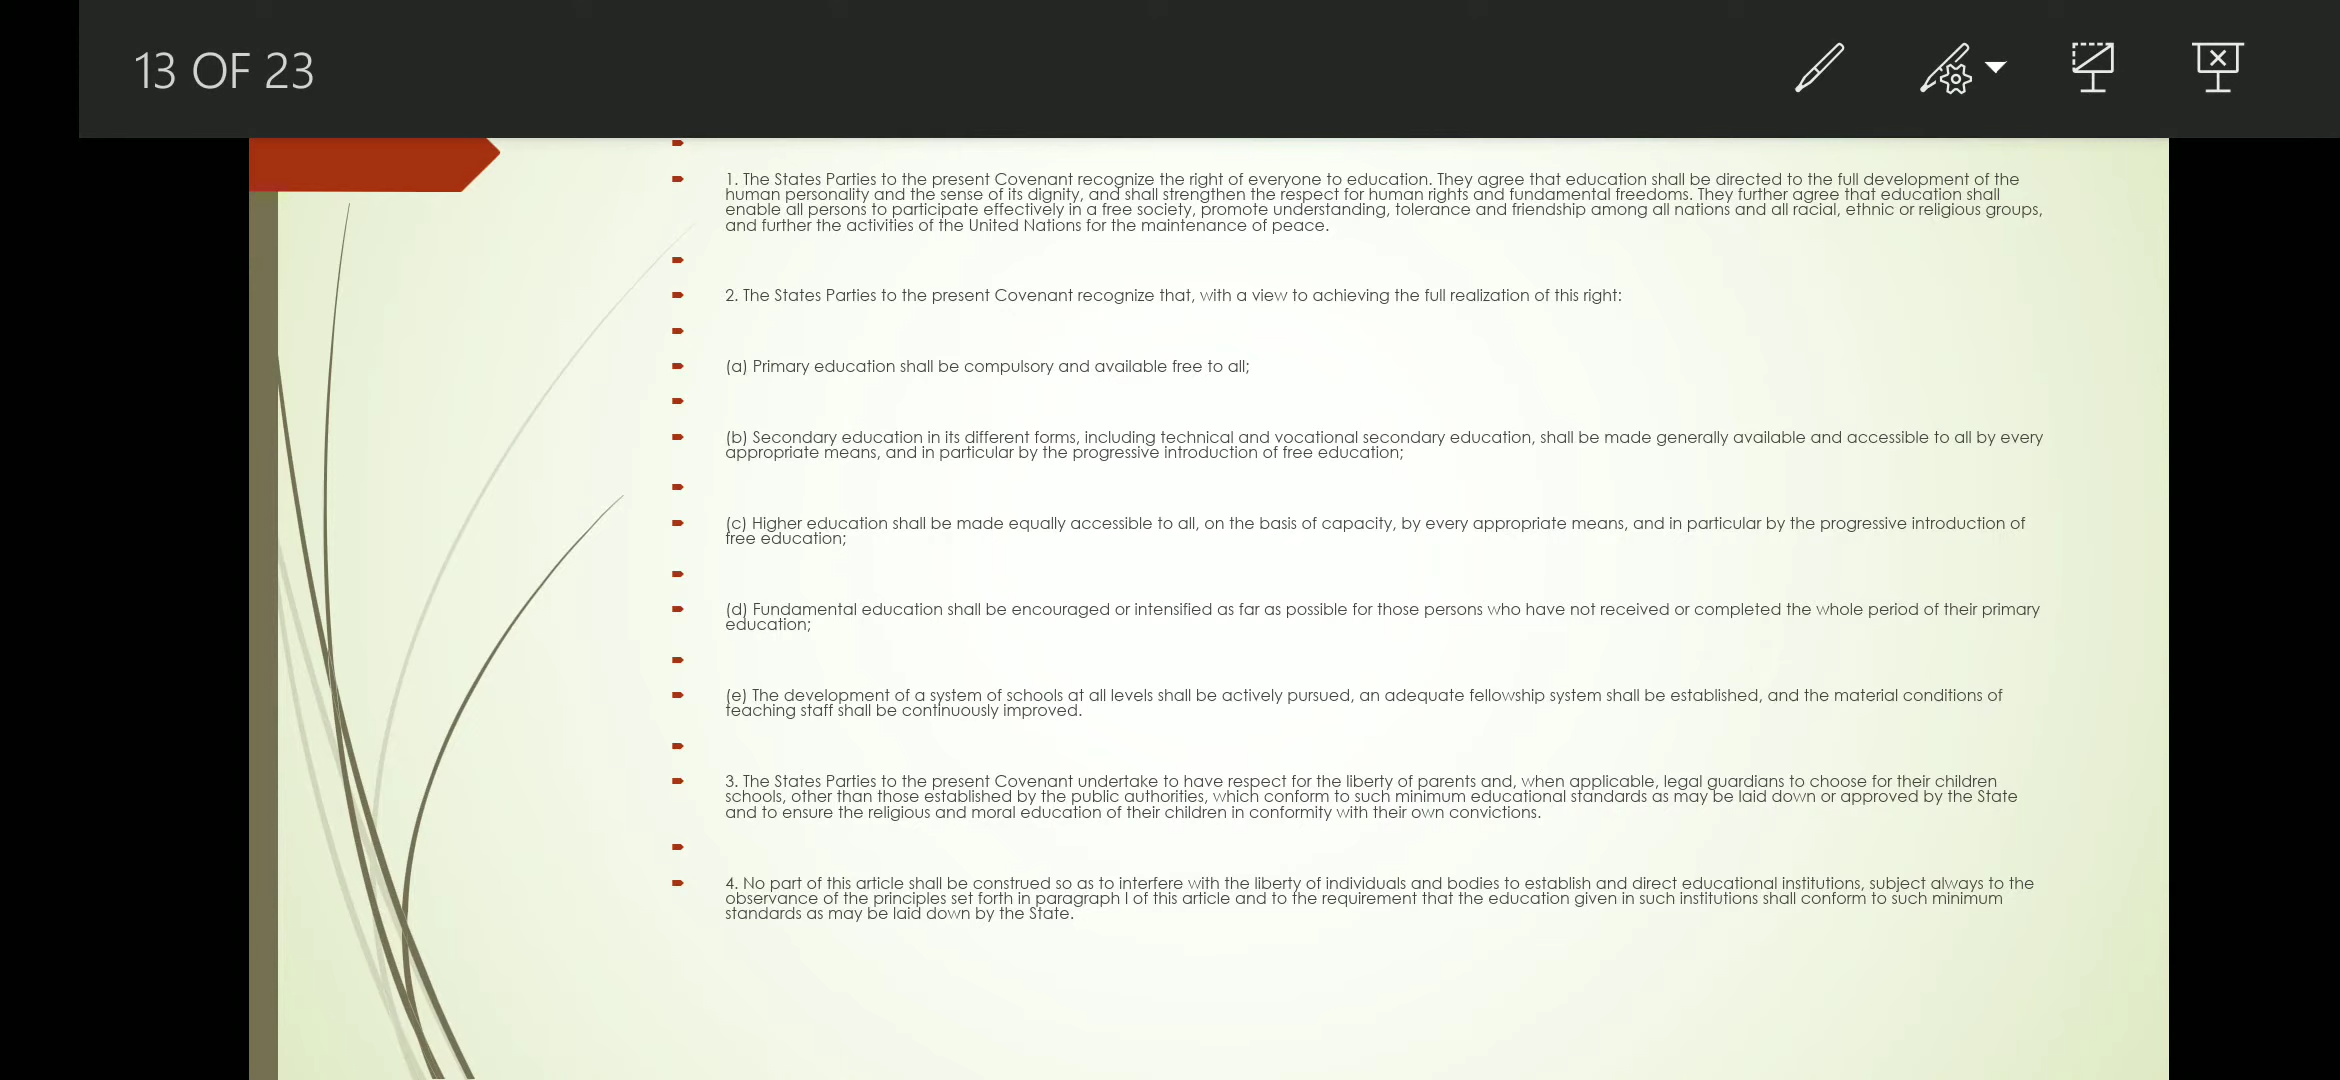 13 OF 23
1. The States Parties to the present Covenant recognize the right of everyone to education. They agree that education shall be directed to the full development of the
human personality and the sense of its dignity, and shall strengthen the respect for human rights and fundamental freedoms. They further agree that education shall
enable all persons to participate effectively in a free society, promote understanding, tolerance and friendship among all nations and all racial, ethnic or religious groups,
and further the activities of the United Nations for the maintenance of peace.
2. The States Parties to the present Covenant recognize that, with a view to achieving the full realization of this right:
(a) Primary education shall be compulsory and available free to all;
(b) Secondary education in its different forms, including technical and vocational secondary education, shall be made generally available and accessible to all by every
appropriate means, and in particular by the progressive introduction of free education;
(c) Higher education shall be made equally accessible to all, on the basis of capacity, by every appropriate means, and in particular by the progressive introduction of
free education;
(d) Fundamental education shall be encouraged or intensified as far as possible for those persons who have not received or completed the whole period of their primary
education;
(e) The development of a system of schools at all levels shall be actively pursued, an adequate fellowship system shall be established, and the material conditions of
teaching staff shall be continuously improved.
3. The States Parties to the present Covenant undertake to have respect for the liberty of parents and, when applicable, legal guardians to choose for their children
schools, other than those established by the public authorities, which conform to such minimum educational standards as may be laid down or approved by the State
and to ensure the religious and moral education of their children in conformity with their own convictions.
4. No part of this article shall be construed so as to interfere with the liberty of individuals and bodies to establish and direct educational institutions, subject always to the
observance of the principles set forth in paragraph I of this article and to the requirement that the education given in such institutions shall conform to such minimum
standards as may be laid down by the State.